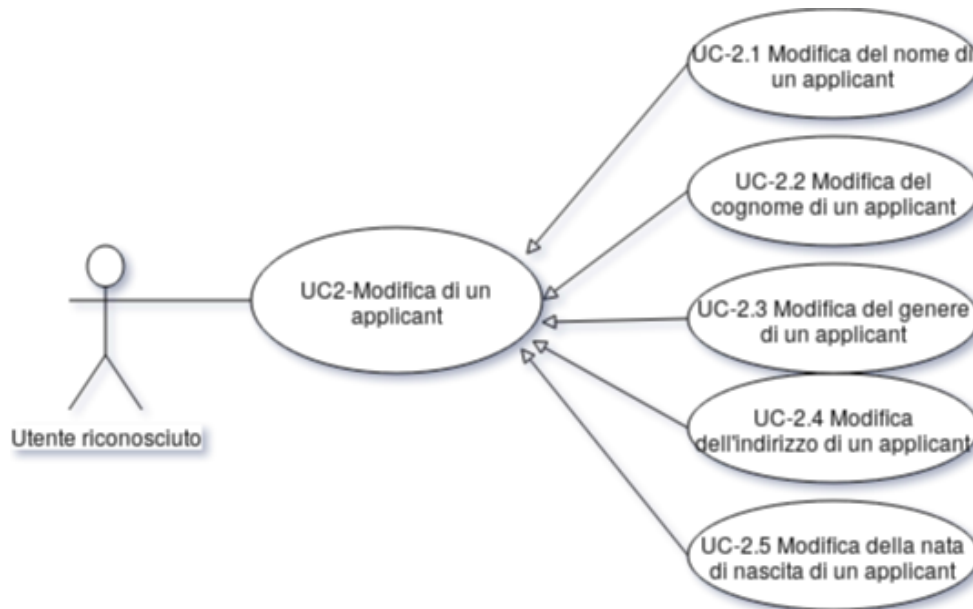 UC-2.1 Modifica del nome di
un applicant
UC-2.2 Modifica del
cognome di un applicant
UC2-Modifica di un
applicant
UC-2.3 Modifica del genere
di un applicant
Utente riconosciuto
UC-2.4 Modifica
dell'indirizzo di un applicant
UC-2.5 Modifica della nata
di nascita di un applicant